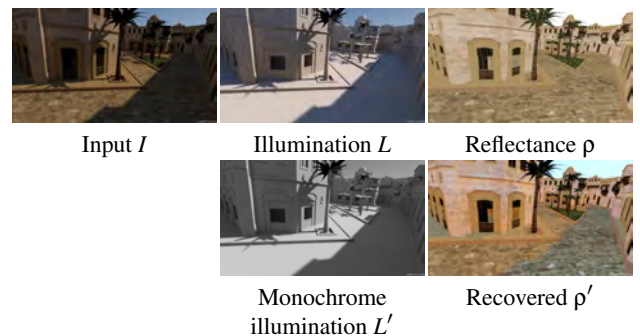 Input I
Illumination L
Reflectance ρ
Monochrome
illumination L′
Recovered ρ′